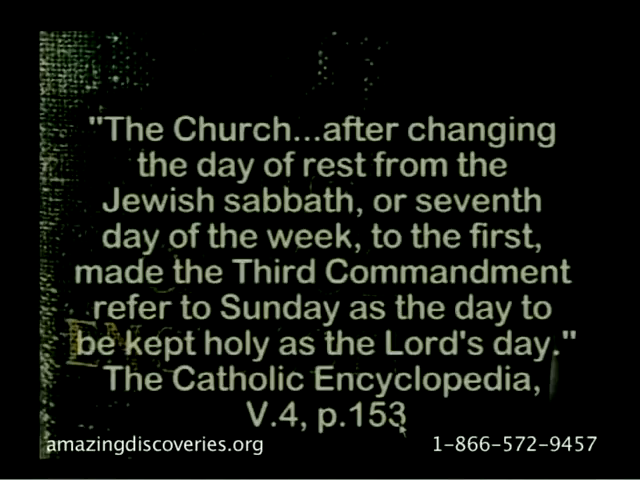 "The Church...after changing
the day of rest from the
Jewish sabbath, or seventh
day of the week, to the first,
made the Third Commandment
refer to Sunday as the day to
be kept holy as the Lord's day."
The Catholic Encyclopedia,
V.4, p.153
amazingdiscoveries.org 1-866-572-9457